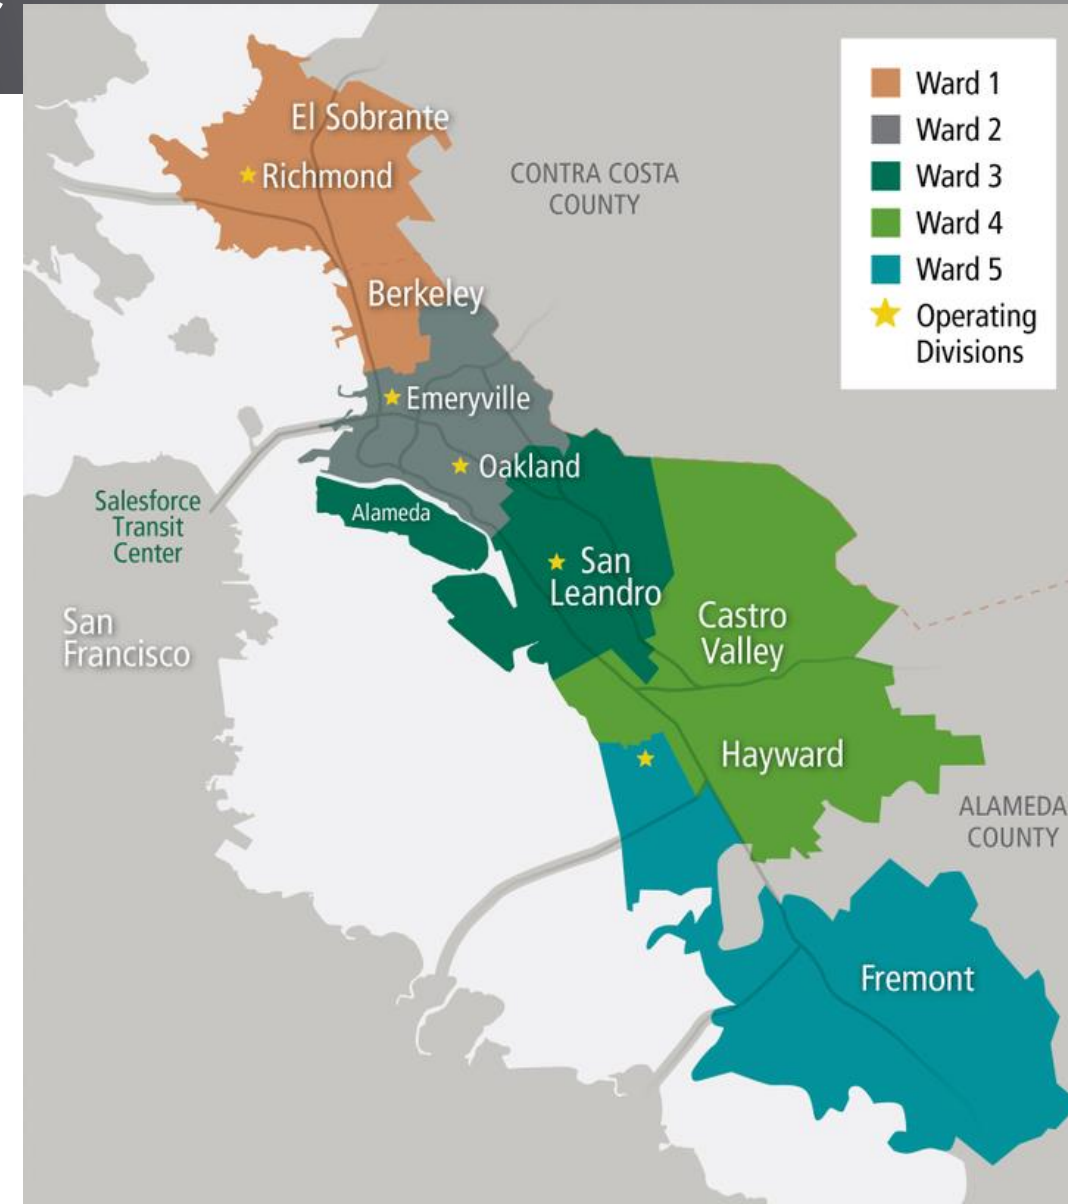 El Sobrante
Richmond
CONTRA COSTA
COUNTY
Ward 1
Ward 2
Ward 3
Ward 4
Ward 5
Operating
Divisions
Berkeley
Emeryville
Oakland
Alameda
Salesforce
Transit
Center
San
Leandro
San
Francisco
Castro
Valley
Hayward
ALAMEDA
COUNTY
Fremont